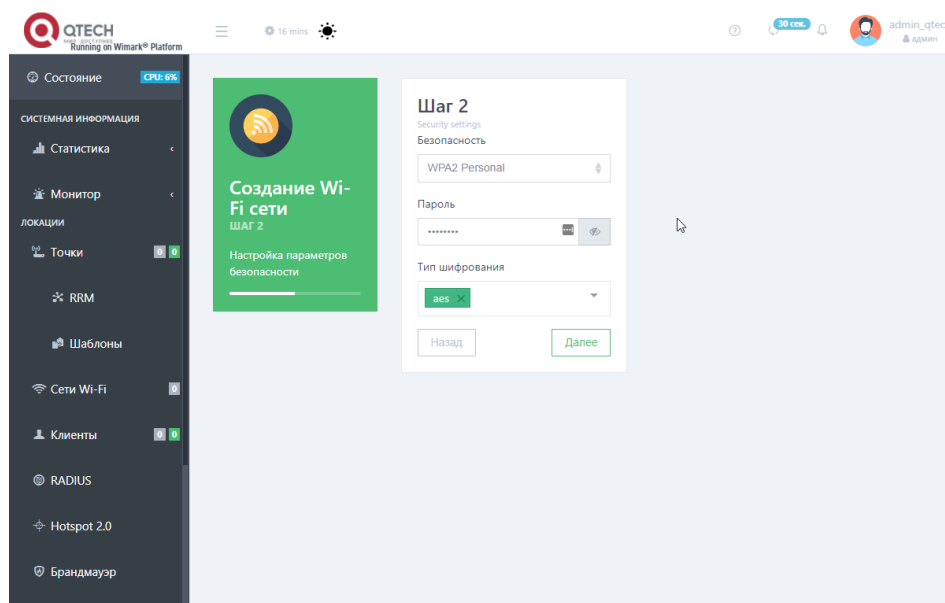 QTECH
МИР ДОСТУПНЕЕ
Running on Wimark® Platform
16 mins
30 сек.
admin_qtec
админ
Состояние
CPU: 6%
СИСТЕМНАЯ ИНФОРМАЦИЯ
Статистика
Монитор
ЛОКАЦИИ
Точки
0 0
RRM
Шаблоны
Сети Wi-Fi
0
Клиенты
0 0
RADIUS
Hotspot 2.0
Брандмауэр
Создание Wi-
Fi сети
ШАГ 2
Настройка параметров
безопасности
Шаг 2
Security settings
Безопасность
WPA2 Personal
Пароль
••••••••
Тип шифрования
aes ×
Назад
Далее